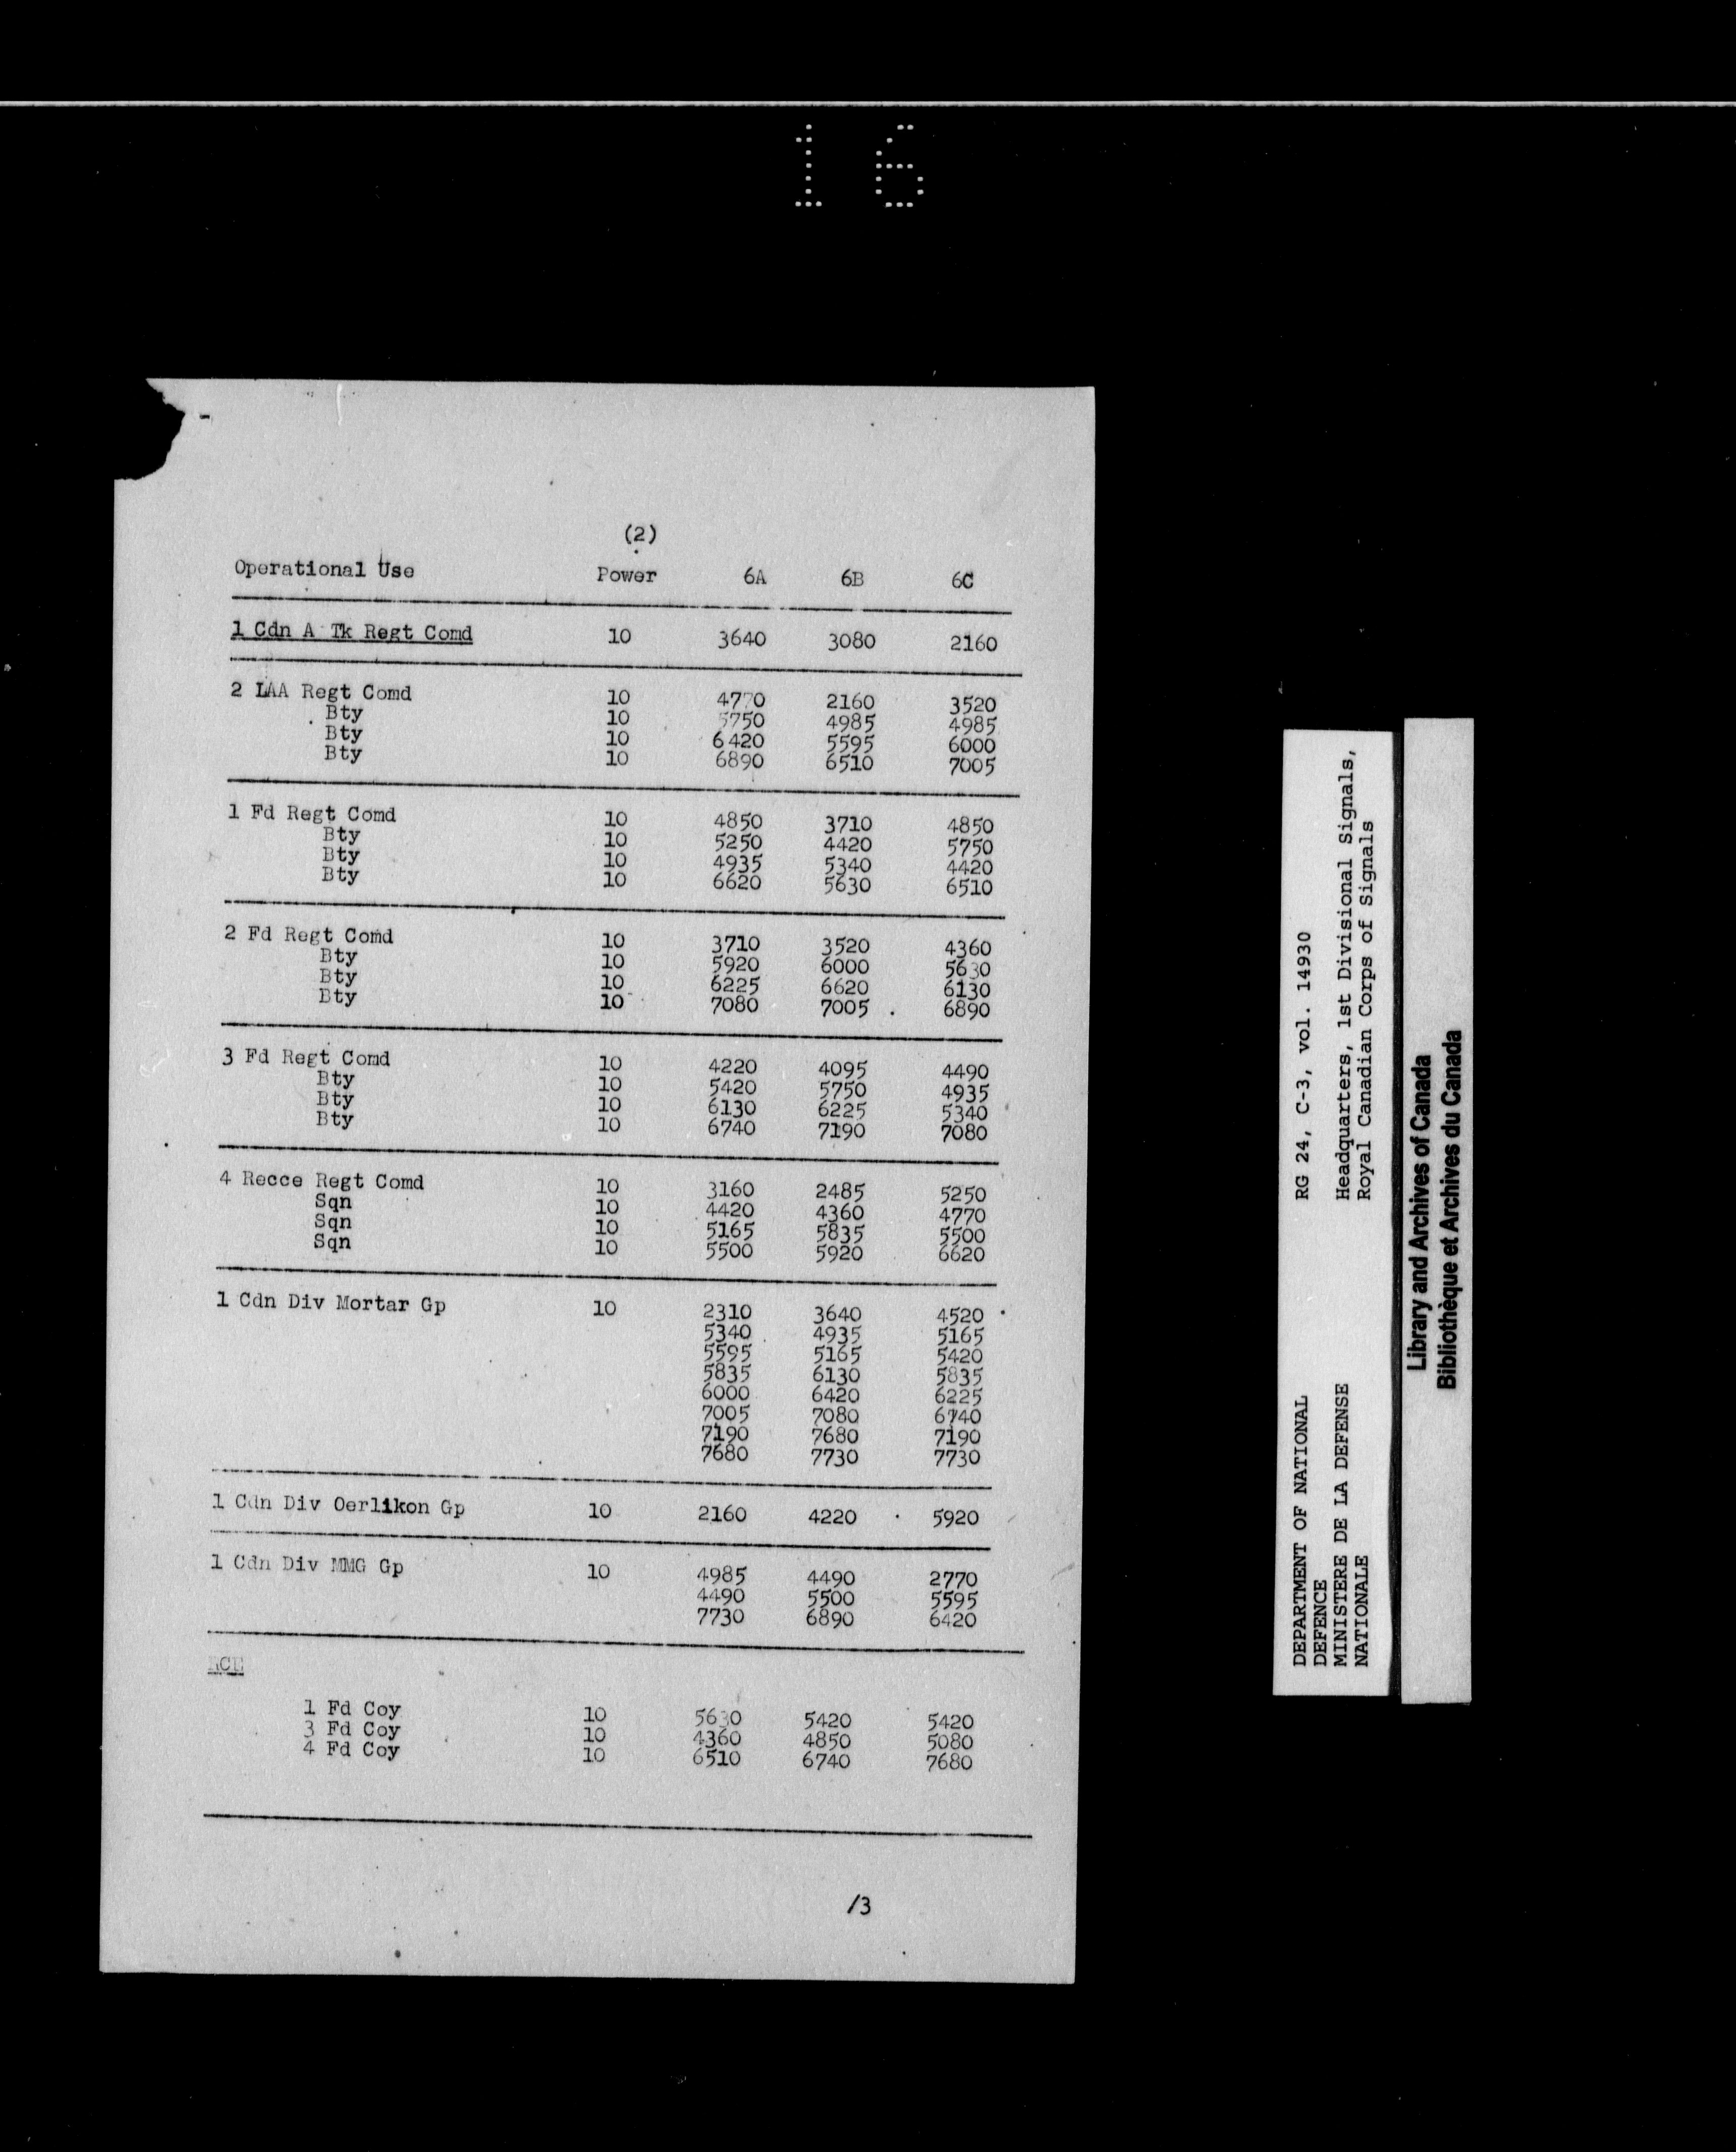 16
(2)
Operational Use Power 6A 6B 6C
1 Cdn A Tk Regt Comd 10 3640 3080 2160
2 LAA Regt Comd 10 4770 2160 3520
Bty 10 5750 4985 4985
Bty 10 6420 5595 6000
Bty 10 6890 6510 7005
1 Fd Regt Comd 10 4850 3710 4850
Bty 10 5250 4420 5750
Bty 10 4935 5340 4420
Bty 10 6620 5630 6510
2 Fd Regt Comd 10 3710 3520 4360
Bty 10 5920 6000 5630
Bty 10 6225 6620 6130
Bty 10 7080 7005 6890
3 Fd Regt Comd 10 4220 4095 4490
Bty 10 5420 5750 4935
Bty 10 6130 6225 5340
Bty 10 6740 7190 7080
4 Recce Regt Comd 10 3160 2485 5250
Sqn 10 4420 4360 4770
Sqn 10 5165 5835 5500
Sqn 10 5500 5920 6620
1 Cdn Div Mortar Gp 10 2310 3640 4520
5340 4935 5165
5595 5165 5420
5835 6130 5835
6000 6420 6225
7005 7080 6740
7190 7680 7190
7680 7730 7730
1 Cdn Div Oerlikon Gp 10 2160 4220 5920
1 Cdn Div MMG Gp 10 4985 4490 2770
4490 5500 5595
7730 6890 6420
RCE
1 Fd Coy 10 5630 5420 5420
3 Fd Coy 10 4360 4850 5080
4 Fd Coy 10 6510 6740 7680
/3
DEPARTMENT OF NATIONAL
DEFENCE
MINISTERE DE LA DEFENSE
NATIONALE
RG 24, C-3, vol. 14930
Headquarters, 1st Divisional Signals,
Royal Canadian Corps of Signals
Library and Archives of Canada
Bibliothèque et Archives du Canada